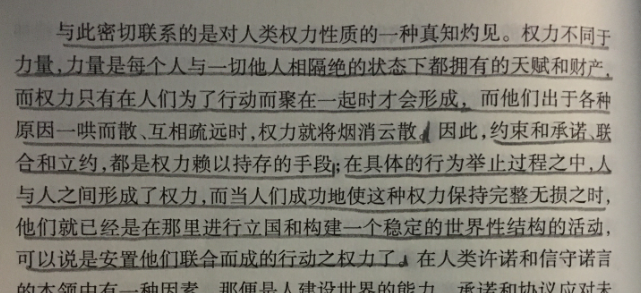 与此密切联系的是对人类权力性质的一种真知灼见。权力不同于
力量，力量是每个人与一切他人相隔绝的状态下都拥有的天赋和财产，
而权力只有在人们为了行动而聚在一起时才会形成，而他们出于各种
原因一哄而散、互相疏远时，权力就将烟消云散。因此，约束和承诺、联
合和立约，都是权力赖以持存的手段；在具体的行为举止过程之中，人
与人之间形成了权力，而当人们成功地使这种权力保持完整无损之时，
他们就已经是在那里进行立国和构建一个稳定的世界性结构的活动，
可以说是安置他们联合而成的行动之权力了。在人类许诺和信守诺言
的本领中有一种因素，那便是人建设世界的能力。承诺和协议应对未